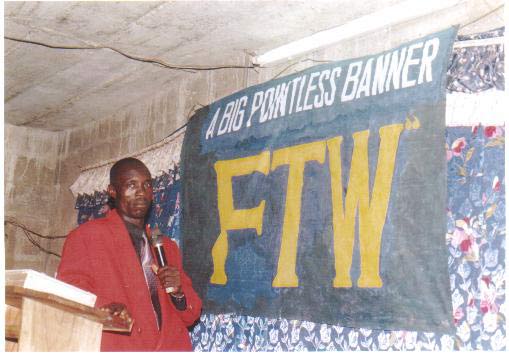 A BIG POINTLESS BANNER
FTW